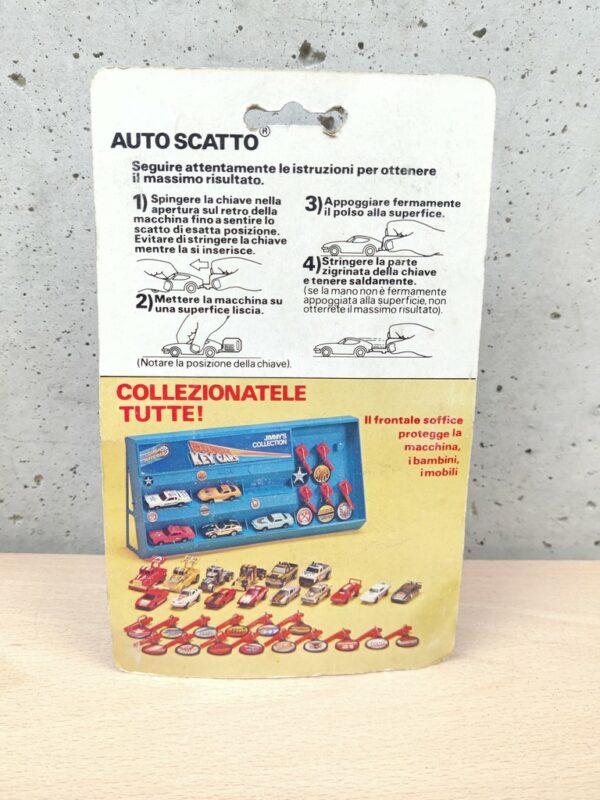 AUTO SCATTO®
Seguire attentamente le istruzioni per ottenere
il massimo risultato.
1) Spingere la chiave nella
apertura sul retro della
macchina fino a sentire lo
scatto di esatta posizione.
Evitare di stringere la chiave
mentre la si inserisce.
2) Mettere la macchina su
una superfice liscia.
(Notare la posizione della chiave).
3) Appoggiare fermamente
il polso alla superfice.
4) Stringere la parte
zigrinata della chiave
e tenere saldamente.
(se la mano non è fermamente
appoggiata alla superficie, non
otterrete il massimo risultato).
COLLEZIONATELE
TUTTE!
JIMMY'S
COLLECTION
KEY CARS
Il frontale soffice
protegge la
macchina,
i bambini,
i mobili